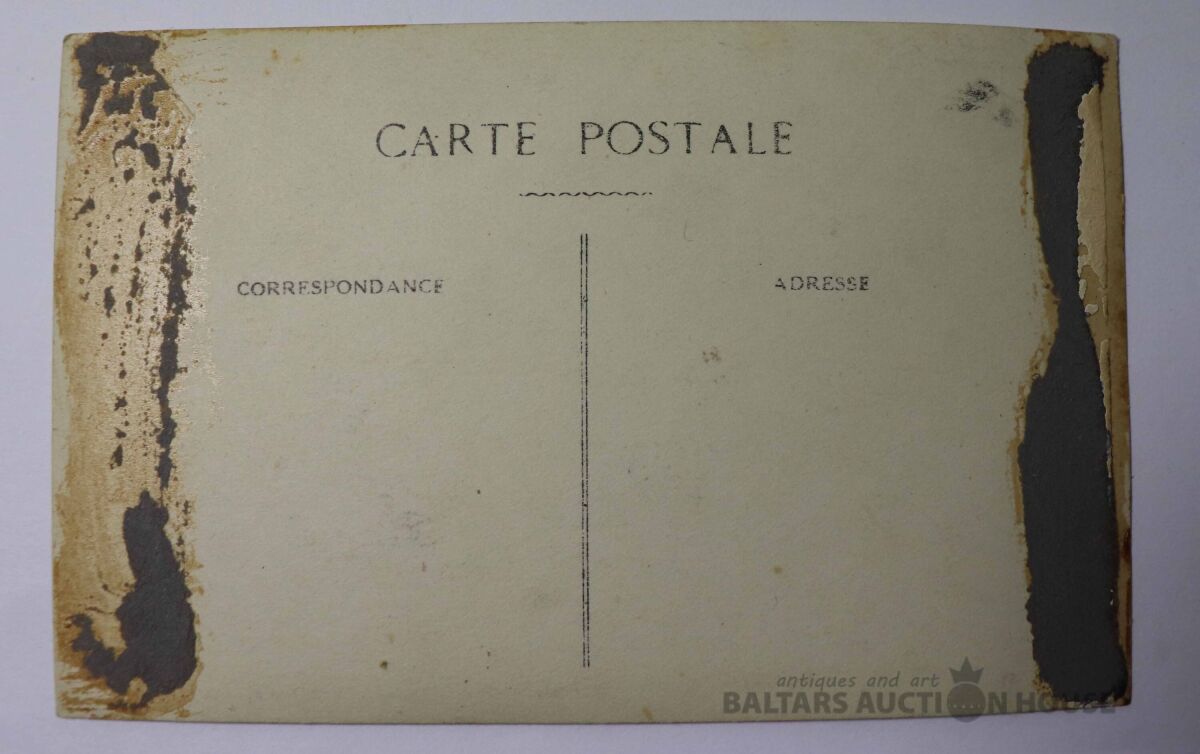 CARTE POSTALE
CORRESPONDANCE
ADRESSE
antiques and art
BALTARS AUCTION HOUSE